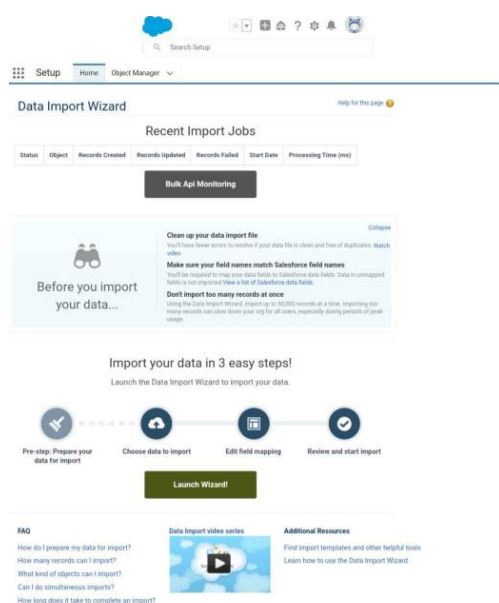 Search Setup
Setup
Home
Object Manager
Data Import Wizard
Help for this page
Recent Import Jobs
Status Object Records Created Records Updated Records Failed Start Date Processing Time (ms)
Bulk Api Monitoring
Collapse
Before you import
your data...
Clean up your data import file
You'll have fewer errors to resolve if your data file is clean and free of duplicates. Watch
video
Make sure your field names match Salesforce field names
You'll be required to map your data fields to Salesforce data fields. Data in unmapped
fields is not imported View a list of Salesforce data fields.
Don't import too many records at once
Using the Data Import Wizard, import up to 50,000 records at a time. Importing too
many records can slow down your org for all users, especially during periods of peak
usage.
Import your data in 3 easy steps!
Launch the Data Import Wizard to import your data.
Pre-step: Prepare your
data for import
Choose data to import
Edit field mapping
Review and start import
Launch Wizard!
FAQ
How do I prepare my data for import?
How many records can I import?
What kind of objects can I import?
Can I do simultaneous imports?
How long does it take to complete an import?
Data Import video series
Additional Resources
Find import templates and other helpful tools
Learn how to use the Data Import Wizard